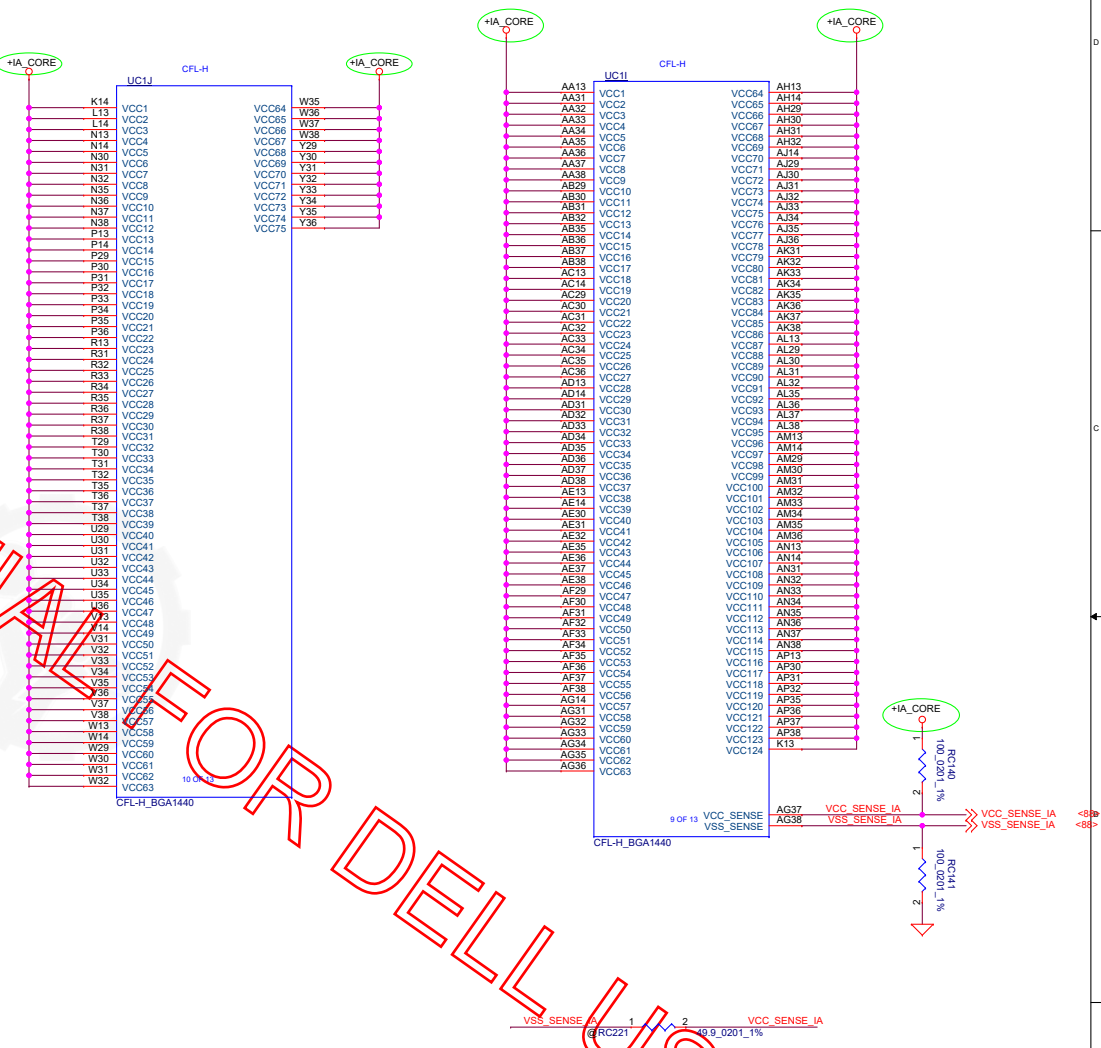 +IA_CORE +IA_CORE
CFL-H
UC1J
K14 VCC1 VCC64 W35
L13 VCC2 VCC65 W36
L14 VCC3 VCC66 W37
N13 VCC4 VCC67 W38
N14 VCC5 VCC68 Y29
N30 VCC6 VCC69 Y30
N31 VCC7 VCC70 Y31
N32 VCC8 VCC71 Y32
N35 VCC9 VCC72 Y33
N36 VCC10 VCC73 Y34
N37 VCC11 VCC74 Y35
N38 VCC12 VCC75 Y36
P13 VCC13
P14 VCC14
P29 VCC15
P30 VCC16
P31 VCC17
P32 VCC18
P33 VCC19
P34 VCC20
P35 VCC21
P36 VCC22
R13 VCC23
R31 VCC24
R32 VCC25
R33 VCC26
R34 VCC27
R35 VCC28
R36 VCC29
R37 VCC30
R38 VCC31
T29 VCC32
T30 VCC33
T31 VCC34
T32 VCC35
T35 VCC36
T36 VCC37
T37 VCC38
T38 VCC39
U29 VCC40
U30 VCC41
U31 VCC42
U32 VCC43
U33 VCC44
U34 VCC45
U35 VCC46
U36 VCC47
V13 VCC48
V14 VCC49
V31 VCC50
V32 VCC51
V33 VCC52
V34 VCC53
V35 VCC54
V36 VCC55
V37 VCC56
V38 VCC57
W13 VCC58
W14 VCC59
W29 VCC60
W30 VCC61
W31 VCC62
W32 VCC63
10 OF 13
CFL-H_BGA1440
+IA_CORE +IA_CORE
CFL-H
UC1I
AA13 VCC1 VCC64 AH13
AA31 VCC2 VCC65 AH14
AA32 VCC3 VCC66 AH29
AA33 VCC4 VCC67 AH30
AA34 VCC5 VCC68 AH31
AA35 VCC6 VCC69 AH32
AA36 VCC7 VCC70 AJ14
AA37 VCC8 VCC71 AJ29
AA38 VCC9 VCC72 AJ30
AB29 VCC10 VCC73 AJ31
AB30 VCC11 VCC74 AJ32
AB31 VCC12 VCC75 AJ33
AB32 VCC13 VCC76 AJ34
AB35 VCC14 VCC77 AJ35
AB36 VCC15 VCC78 AJ36
AB37 VCC16 VCC79 AK31
AB38 VCC17 VCC80 AK32
AC13 VCC18 VCC81 AK33
AC14 VCC19 VCC82 AK34
AC29 VCC20 VCC83 AK35
AC30 VCC21 VCC84 AK36
AC31 VCC22 VCC85 AK37
AC32 VCC23 VCC86 AK38
AC33 VCC24 VCC87 AL13
AC34 VCC25 VCC88 AL29
AC35 VCC26 VCC89 AL30
AC36 VCC27 VCC90 AL31
AD13 VCC28 VCC91 AL32
AD14 VCC29 VCC92 AL35
AD31 VCC30 VCC93 AL36
AD32 VCC31 VCC94 AL37
AD33 VCC32 VCC95 AL38
AD34 VCC33 VCC96 AM13
AD35 VCC34 VCC97 AM14
AD36 VCC35 VCC98 AM29
AD37 VCC36 VCC99 AM30
AD38 VCC37 VCC100 AM31
AE13 VCC38 VCC101 AM32
AE14 VCC39 VCC102 AM33
AE30 VCC40 VCC103 AM34
AE31 VCC41 VCC104 AM35
AE32 VCC42 VCC105 AM36
AE35 VCC43 VCC106 AN13
AE36 VCC44 VCC107 AN14
AE37 VCC45 VCC108 AN31
AE38 VCC46 VCC109 AN32
AF29 VCC47 VCC110 AN33
AF30 VCC48 VCC111 AN34
AF31 VCC49 VCC112 AN35
AF32 VCC50 VCC113 AN36
AF33 VCC51 VCC114 AN37
AF34 VCC52 VCC115 AN38
AF35 VCC53 VCC116 AP13
AF36 VCC54 VCC117 AP30
AF37 VCC55 VCC118 AP31
AF38 VCC56 VCC119 AP32
AG14 VCC57 VCC120 AP35
AG31 VCC58 VCC121 AP36
AG32 VCC59 VCC122 AP37
AG33 VCC60 VCC123 AP38
AG34 VCC61 VCC124 K13
AG35 VCC62
AG36 VCC63
9 OF 13 VCC_SENSE AG37 VCC_SENSE_IA VCC_SENSE_IA
VSS_SENSE AG38 VSS_SENSE_IA VSS_SENSE_IA <88>
CFL-H_BGA1440
+IA_CORE
1 2
RC140
100_0201_1%
1 2
RC141
100_0201_1%
VSS_SENSE_IA 1 2 VCC_SENSE_IA
@RC221 49.9_0201_1%
D
C
FOR DELL